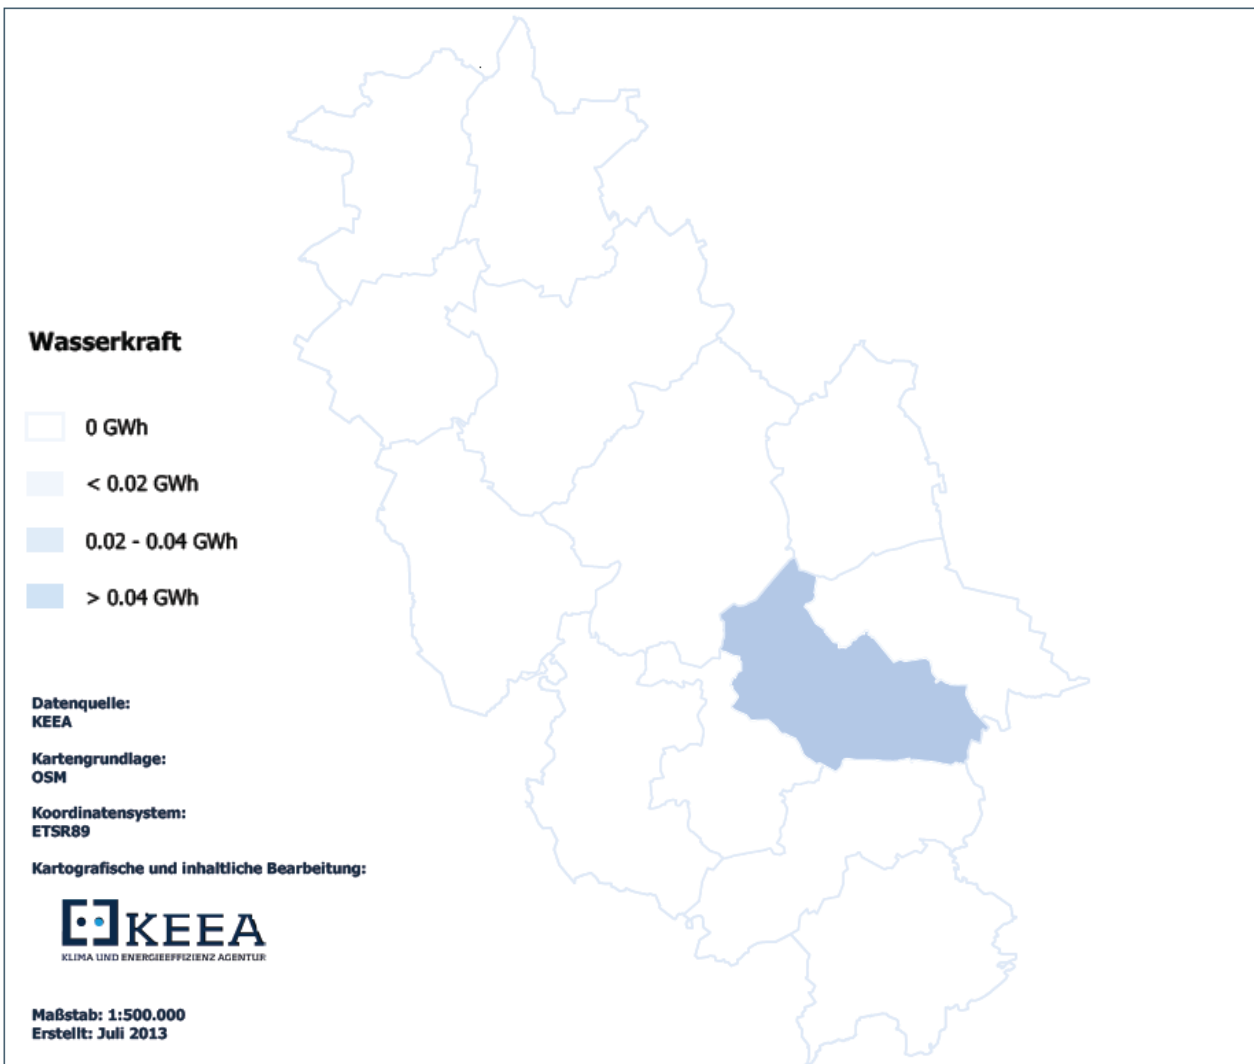 Wasserkraft
0 GWh
< 0.02 GWh
0.02 - 0.04 GWh
> 0.04 GWh
Datenquelle:
KEEA
Kartengrundlage:
OSM
Koordinatensystem:
ETSR89
Kartografische und inhaltliche Bearbeitung:
KEEA
KLIMA UND ENERGIEEFFIZIENZ AGENTUR
Maßstab: 1:500.000
Erstellt: Juli 2013